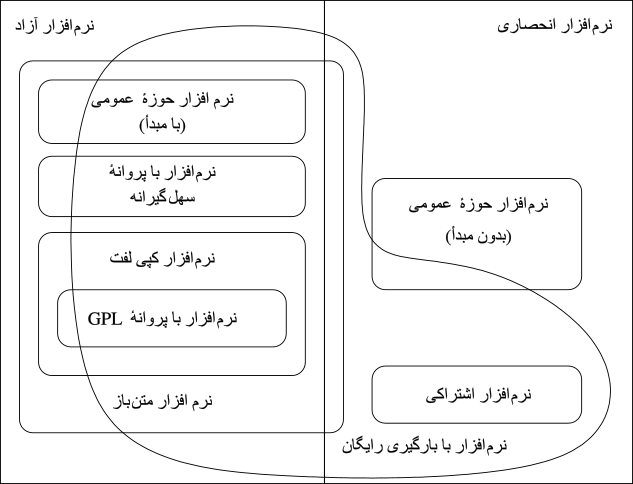 نرم‌افزار انحصاری
نرم‌افزار آزاد
نرم افزار حوزهٔ عمومی
(با مبدأ)
نرم‌افزار با پروانهٔ
سهل‌گیرانه
نرم‌افزار حوزهٔ عمومی
(بدون مبدأ)
نرم‌افزار کپی لفت
نرم‌افزار با پروانهٔ GPL
نرم افزار متن‌باز
نرم‌افزار اشتراکی
نرم‌افزار با بارگیری رایگان